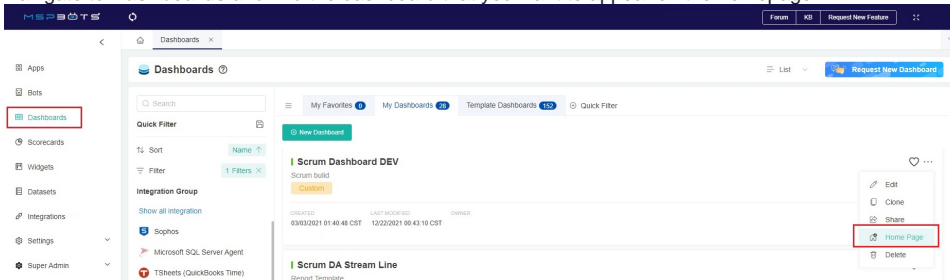 MSPBOTS
Forum KB Request New Feature
Dashboards ×
Apps
Bots
Dashboards
Scorecards
Widgets
Datasets
Integrations
Settings
Super Admin
Dashboards
List
Request New Dashboard
Search
Quick Filter
Sort Name ↑
Filter 1 Filters ×
Integration Group
Show all integration
Sophos
Microsoft SQL Server Agent
TSheets (QuickBooks Time)
My Favorites 0 My Dashboards 28 Template Dashboards 152 Quick Filter
New Dashboard
Scrum Dashboard DEV
Scrum bulid
Custom
CREATED LAST MODIFIED OWNER
03/03/2021 01:40:48 CST 12/22/2021 00:43:10 CST
Edit
Clone
Share
Home Page
Delete
Scrum DA Stream Line
Report Template